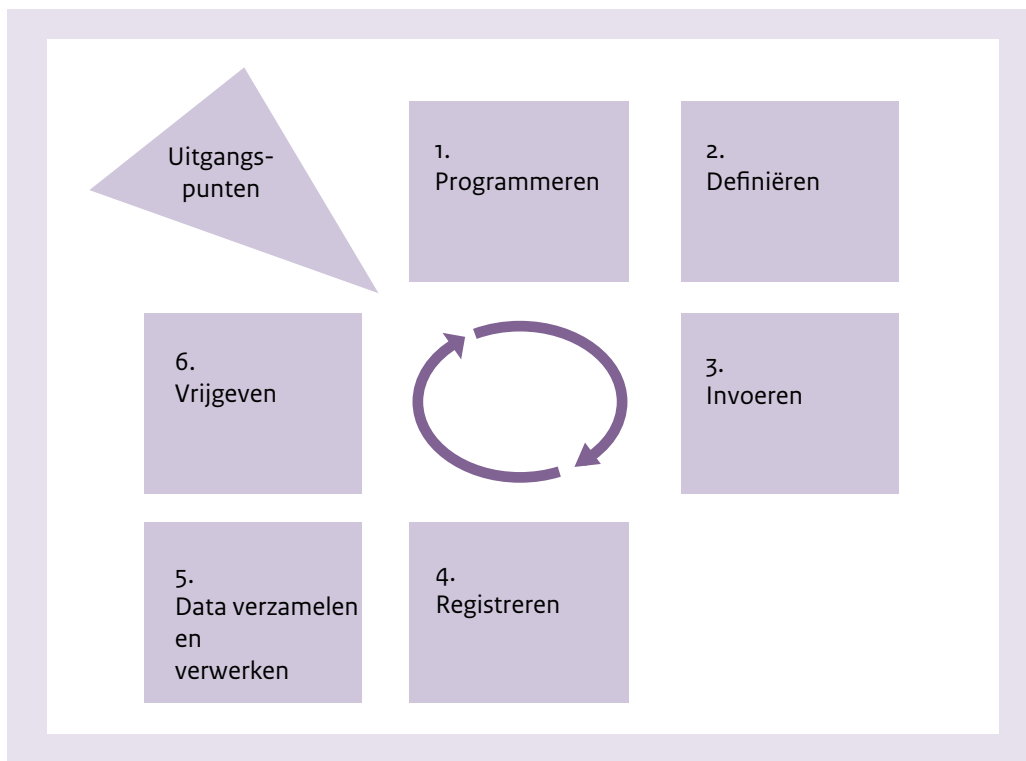 Uitgangs-
punten
1.
Programmeren
2.
Definiëren
3.
Invoeren
4.
Registreren
5.
Data verzamelen
en
verwerken
6.
Vrijgeven